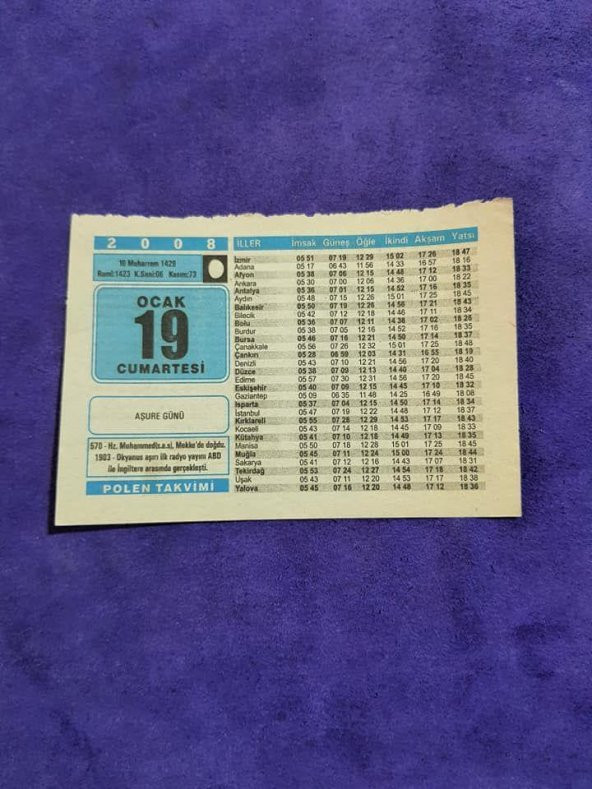 2008
10 Muharrem 1429
Rumî:1423 K.Sani:06 Kasım:73
OCAK
19
CUMARTESİ
AŞURE GÜNÜ
570 - Hz. Muhammed(s.a.s), Mekke'de doğdu.
1903 - Okyanus aşırı ilk radyo yayını ABD
ile İngiltere arasında gerçekleşti.
POLEN TAKVİMİ
İLLER İmsak Güneş Öğle İkindi Akşam Yatsı
İzmir 05 51 07 19 12 29 15 02 17 26 18 47
Adana 05 17 06 43 11 56 14 33 16 57 18 16
Afyon 05 38 07 06 12 15 14 48 17 12 18 33
Ankara 05 30 07 00 12 06 14 36 17 00 18 22
Antalya 05 36 07 01 12 15 14 52 17 16 18 35
Aydın 05 48 07 15 12 26 15 01 17 25 18 45
Balıkesir 05 50 07 19 12 26 14 56 17 21 18 43
Bilecik 05 42 07 12 12 18 14 46 17 11 18 34
Bolu 05 36 07 07 12 11 14 38 17 02 18 26
Burdur 05 38 07 05 12 16 14 52 17 16 18 35
Bursa 05 46 07 16 12 21 14 50 17 14 18 37
Çanakkale 05 56 07 26 12 32 15 01 17 25 18 48
Çankırı 05 28 06 59 12 03 14 31 16 55 18 19
Denizli 05 43 07 10 12 21 14 56 17 20 18 40
Düzce 05 38 07 09 12 13 14 40 17 04 18 28
Edirne 05 57 07 30 12 31 14 56 17 20 18 45
Eskişehir 05 40 07 09 12 15 14 45 17 10 18 32
Gaziantep 05 09 06 35 11 48 14 25 16 49 18 08
Isparta 05 37 07 04 12 15 14 50 17 14 18 34
İstanbul 05 47 07 19 12 22 14 48 17 12 18 37
Kırklareli 05 55 07 28 12 29 14 53 17 17 18 43
Kocaeli 05 43 07 14 12 18 14 45 17 09 18 33
Kütahya 05 41 07 10 12 18 14 49 17 13 18 35
Manisa 05 50 07 18 12 28 15 01 17 25 18 45
Muğla 05 45 07 11 12 24 15 00 17 24 18 44
Sakarya 05 41 07 12 12 16 14 43 17 07 18 31
Tekirdağ 05 53 07 24 12 27 14 54 17 18 18 42
Uşak 05 43 07 11 12 20 14 53 17 17 18 38
Yalova 05 45 07 16 12 20 14 48 17 12 18 36